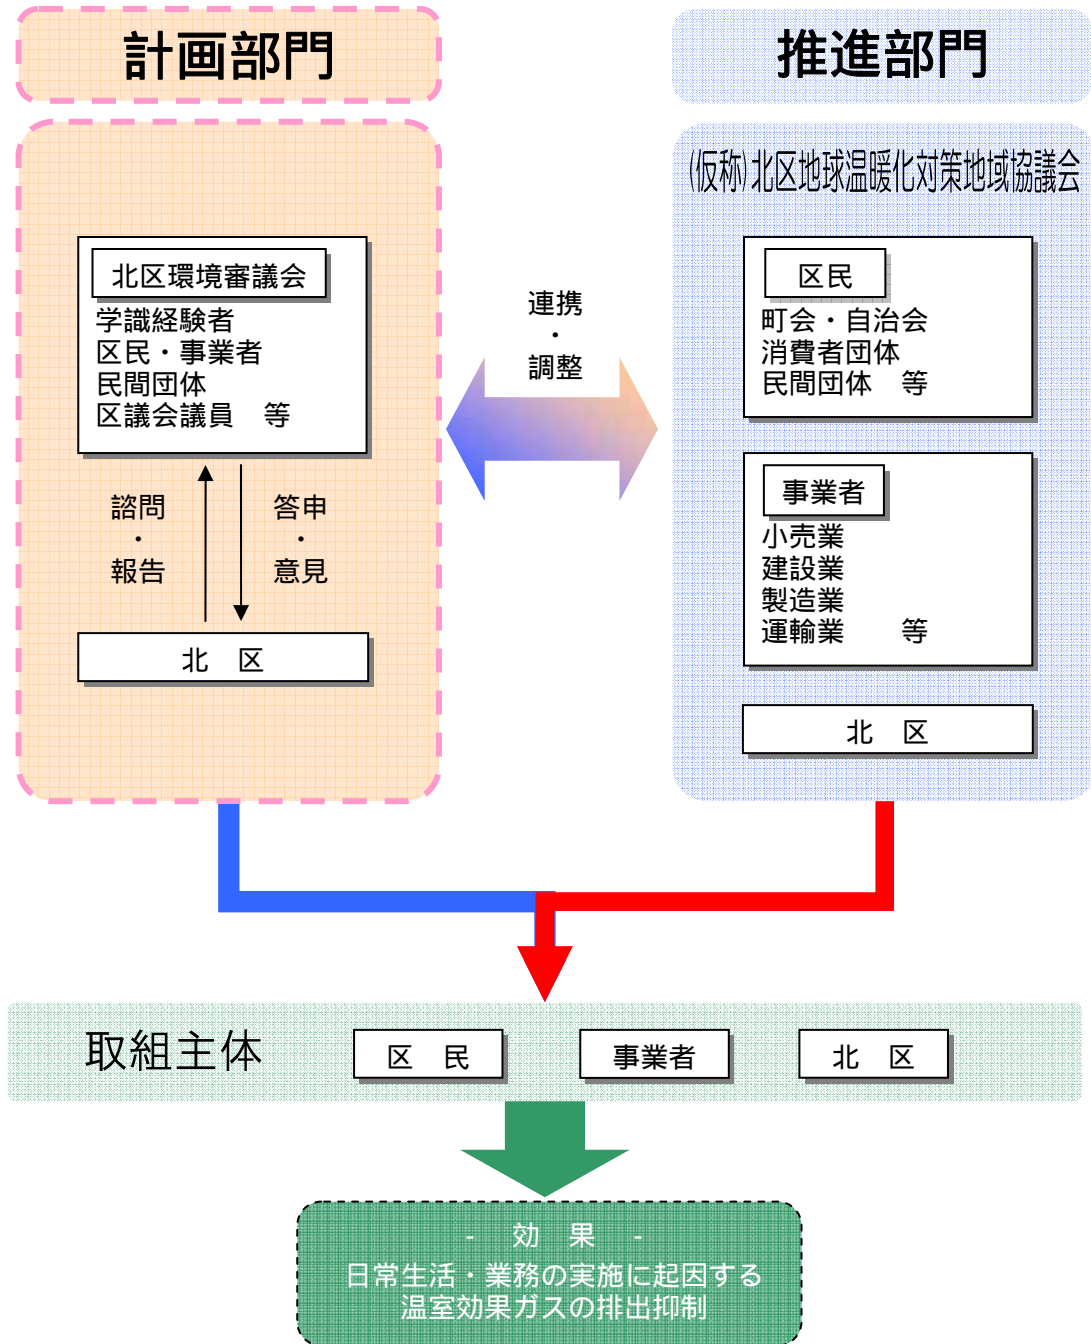 計画部門
北区環境審議会
学識経験者
区民・事業者
民間団体
区議会議員　等
諮問
・
報告
答申
・
意見
北　区
連携
・
調整
推進部門
(仮称)北区地球温暖化対策地域協議会
区民
町会・自治会
消費者団体
民間団体　等
事業者
小売業
建設業
製造業
運輸業　　等
北　区
取組主体
区　民
事業者
北　区
-　効　果　-
日常生活・業務の実施に起因する
温室効果ガスの排出抑制